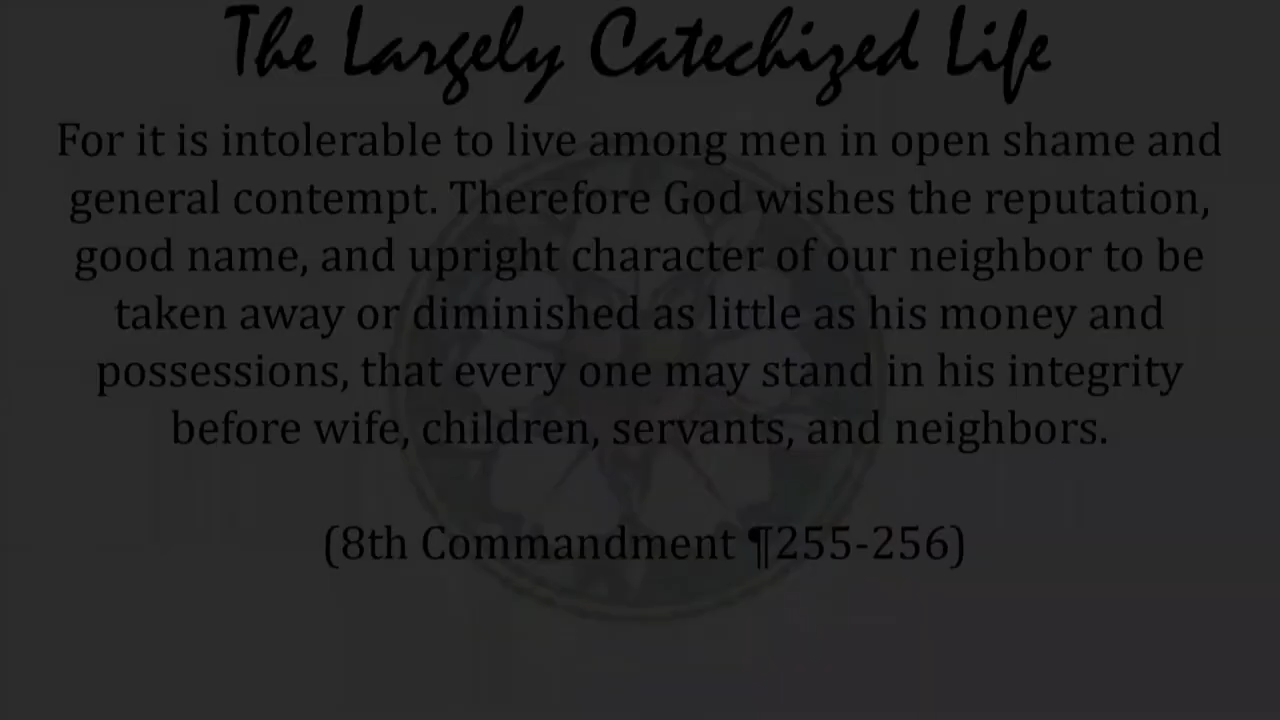 The Largely Catechized Life
For it is intolerable to live among men in open shame and
general contempt. Therefore God wishes the reputation,
good name, and upright character of our neighbor to be
taken away or diminished as little as his money and
possessions, that every one may stand in his integrity
before wife, children, servants, and neighbors.
(8th Commandment ¶255-256)